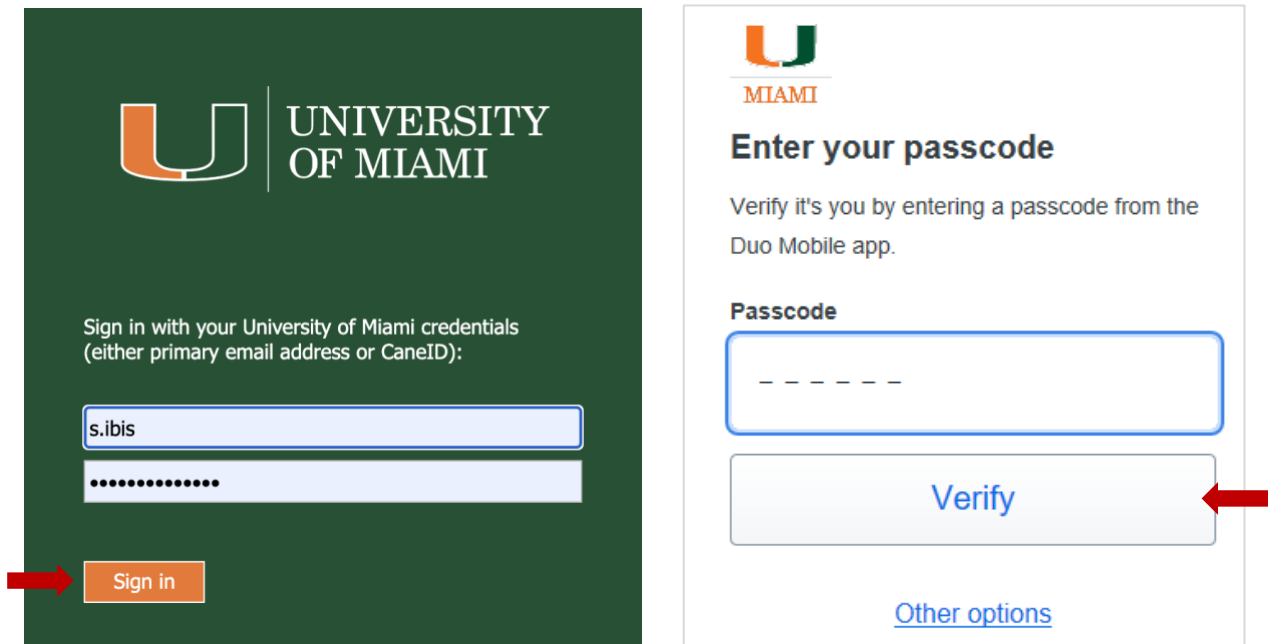 UNIVERSITY
OF MIAMI
Sign in with your University of Miami credentials
(either primary email address or CaneID):
s.ibis
••••••••••••••
Sign in
MIAMI
Enter your passcode
Verify it's you by entering a passcode from the
Duo Mobile app.
Passcode
_ _ _ _ _ _
Verify
Other options